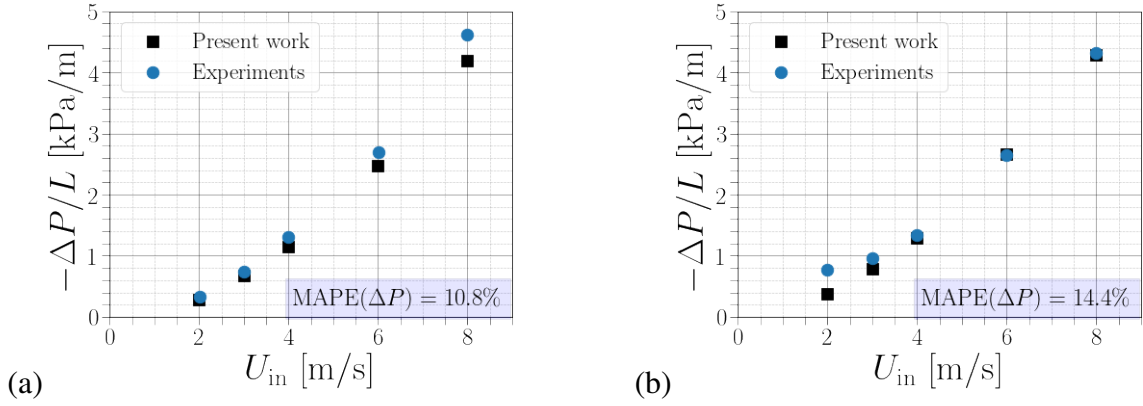 5
4
3
2
1
0
−ΔP/L [kPa/m]
Present work
Experiments
MAPE(ΔP) = 10.8%
0 2 4 6 8
U_in [m/s]
(a)
5
4
3
2
1
0
−ΔP/L [kPa/m]
Present work
Experiments
MAPE(ΔP) = 14.4%
0 2 4 6 8
U_in [m/s]
(b)